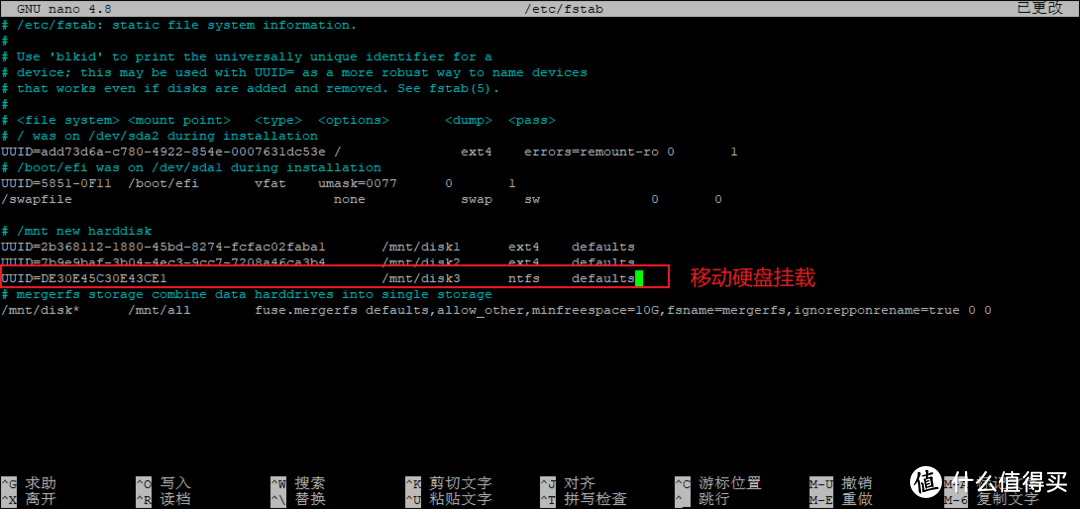 GNU nano 4.8 /etc/fstab 已更改
# /etc/fstab: static file system information.
#
# Use 'blkid' to print the universally unique identifier for a
# device; this may be used with UUID= as a more robust way to name devices
# that works even if disks are added and removed. See fstab(5).
#
# <file system> <mount point> <type> <options> <dump> <pass>
# / was on /dev/sda2 during installation
UUID=add73d6a-c780-4922-854e-0007631dc53e / ext4 errors=remount-ro 0 1
# /boot/efi was on /dev/sda1 during installation
UUID=5851-0F11 /boot/efi vfat umask=0077 0 1
/swapfile none swap sw 0 0
# /mnt new harddisk
UUID=2b368112-1880-45bd-8274-fcfac02faba1 /mnt/disk1 ext4 defaults
UUID=7b9e9baf-3b04-4ec3-9cc7-7208a46ca3b4 /mnt/disk2 ext4 defaults
UUID=DE30E45C30E43CE1 /mnt/disk3 ntfs defaults 移动硬盘挂载
# mergerfs storage combine data harddrives into single storage
/mnt/disk* /mnt/all fuse.mergerfs defaults,allow_other,minfreespace=10G,fsname=mergerfs,ignorepponrename=true 0 0
^G 求助 ^O 写入 ^W 搜索 ^K 剪切文字 ^J 对齐 ^C 游标位置 M-U 撤销
^X 离开 ^R 读档 ^\ 替换 ^U 粘贴文字 ^T 拼写检查 ^_ 跳行 M-E 重做 M-6 复制文字
值 什么值得买